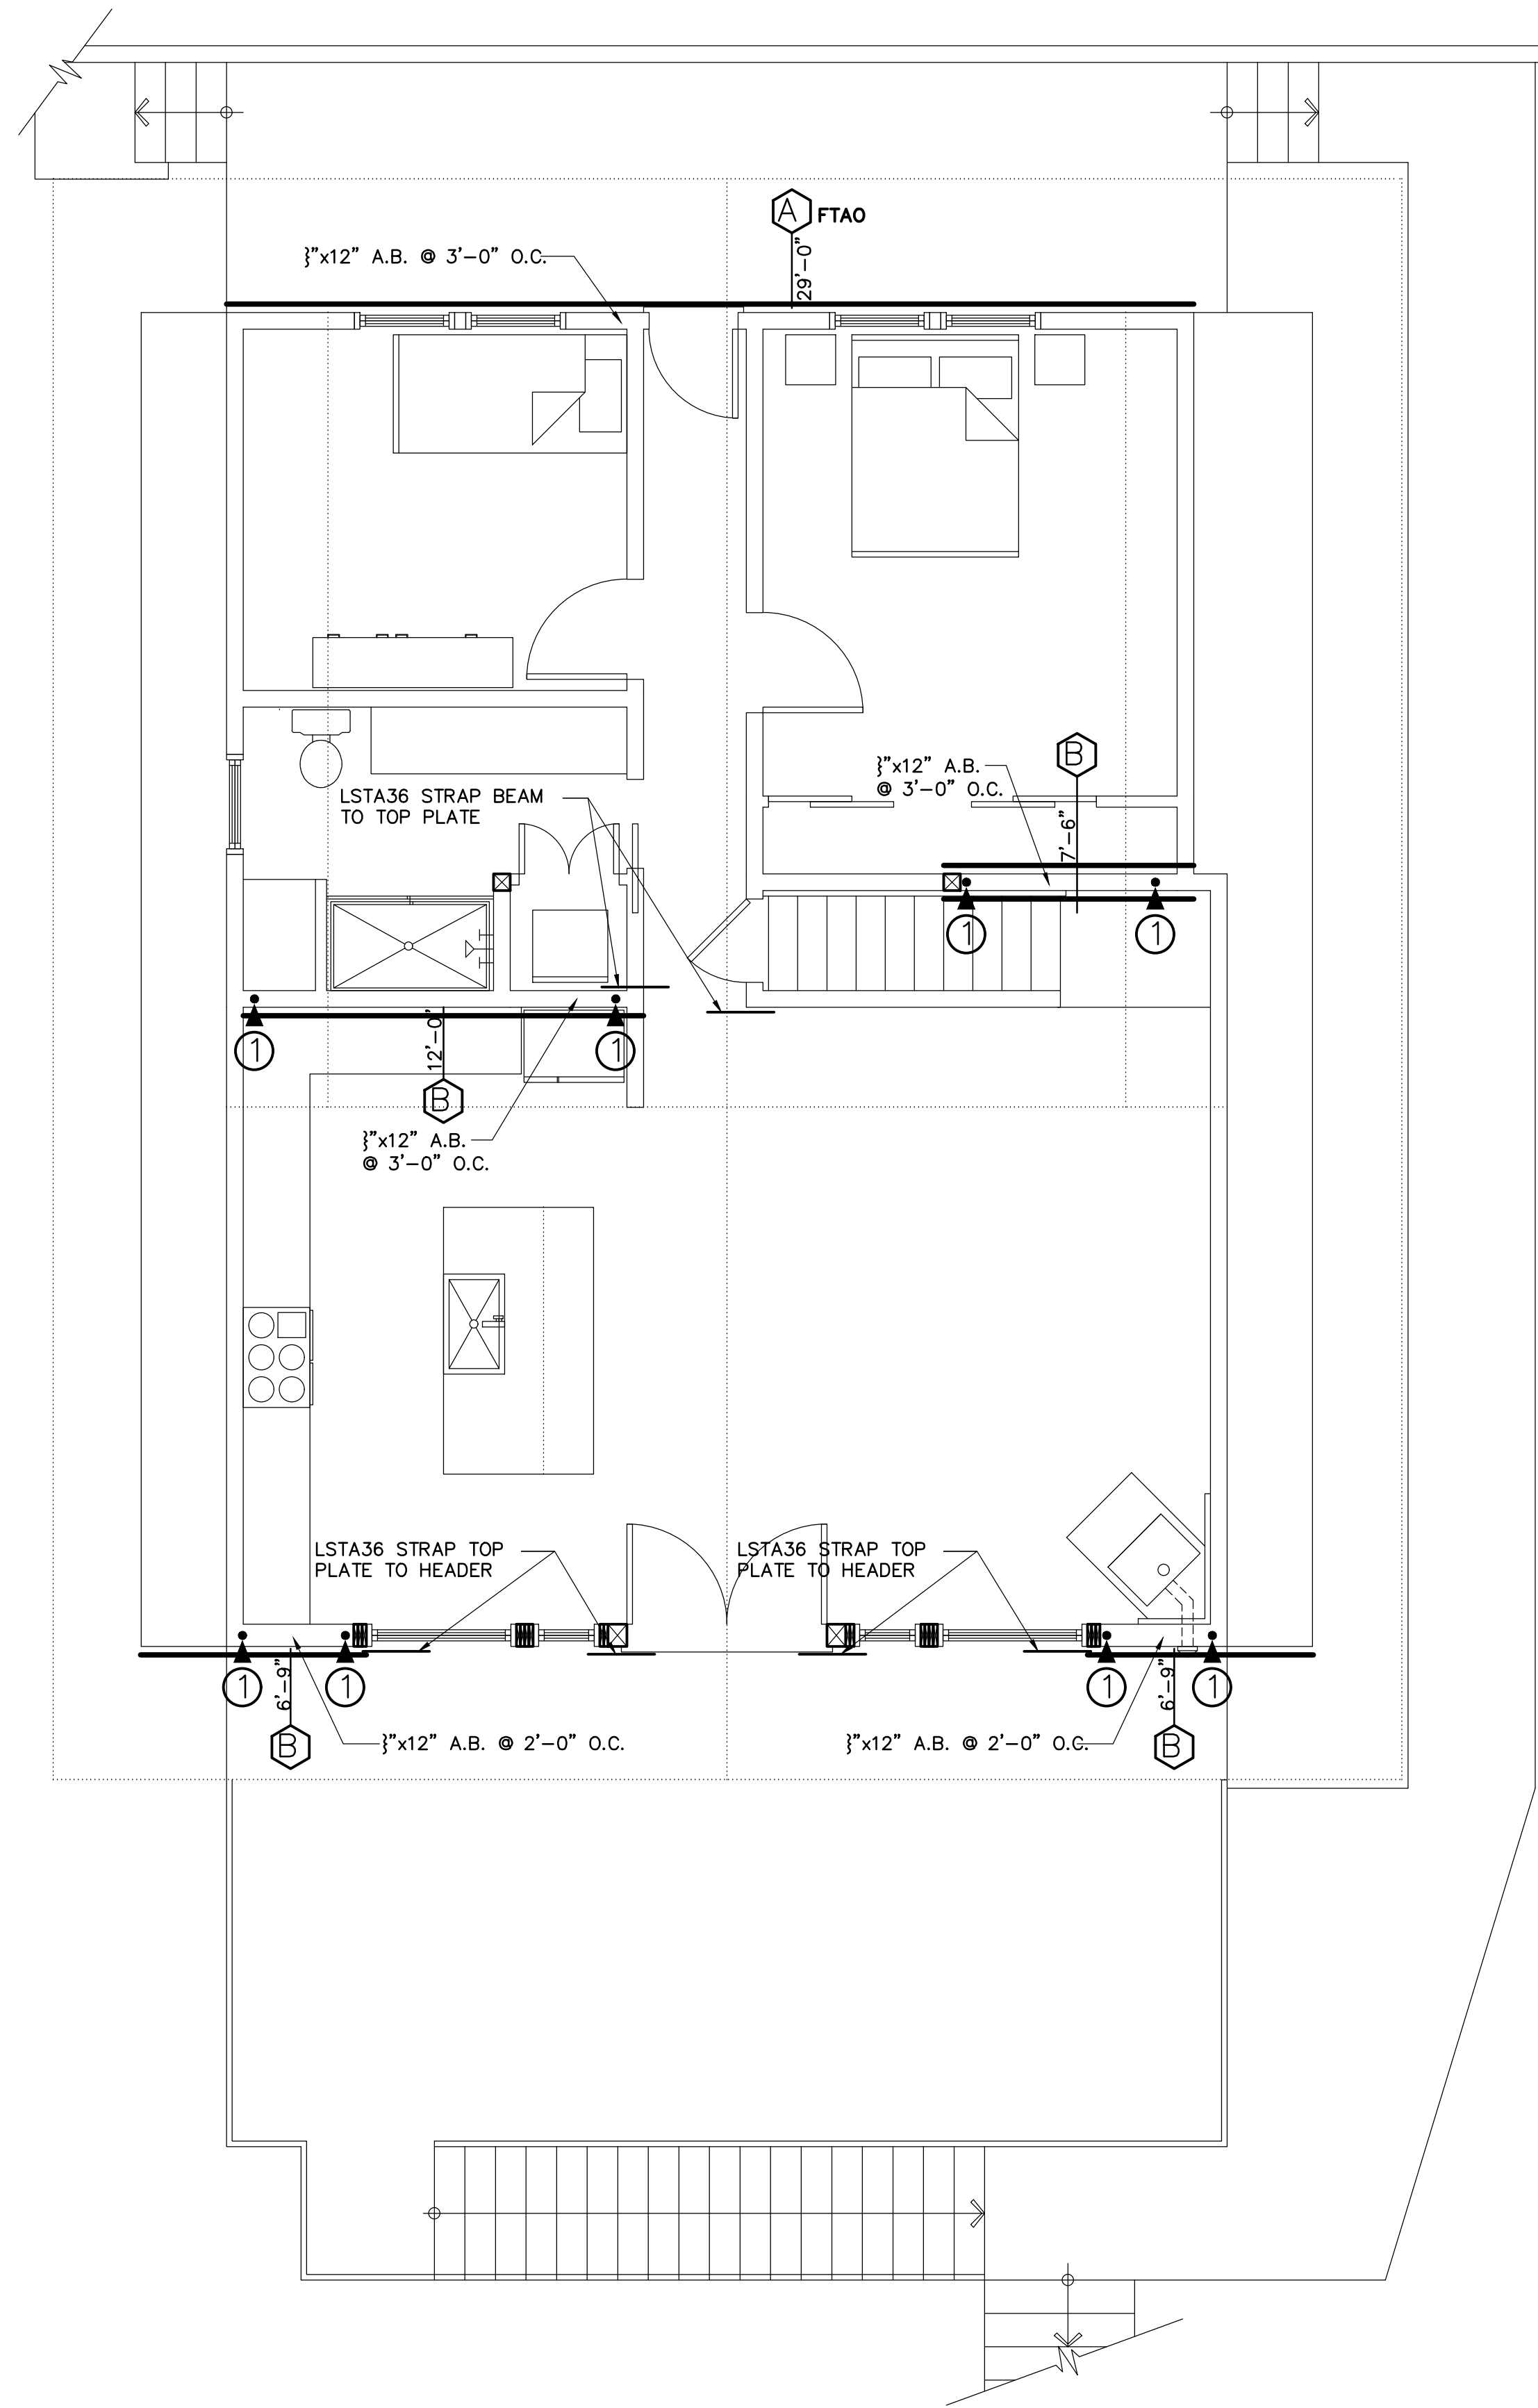 A FTAO
29'-0"
}"x12" A.B. @ 3'-0" O.C.
B
}"x12" A.B.
@ 3'-0" O.C.
7'-6"
LSTA36 STRAP BEAM
TO TOP PLATE
1
1
12'-0"
1
1
B
}"x12" A.B.
@ 3'-0" O.C.
LSTA36 STRAP TOP
PLATE TO HEADER
LSTA36 STRAP TOP
PLATE TO HEADER
1
6'-9"
1
1
6'-9"
1
B
}"x12" A.B. @ 2'-0" O.C.
}"x12" A.B. @ 2'-0" O.C.
B